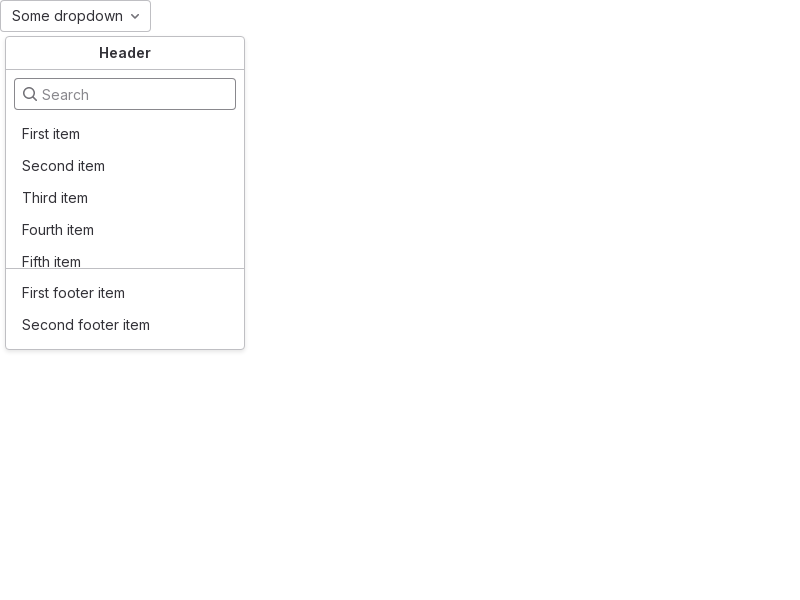 Some dropdown
Header
Search
First item
Second item
Third item
Fourth item
Fifth item
First footer item
Second footer item